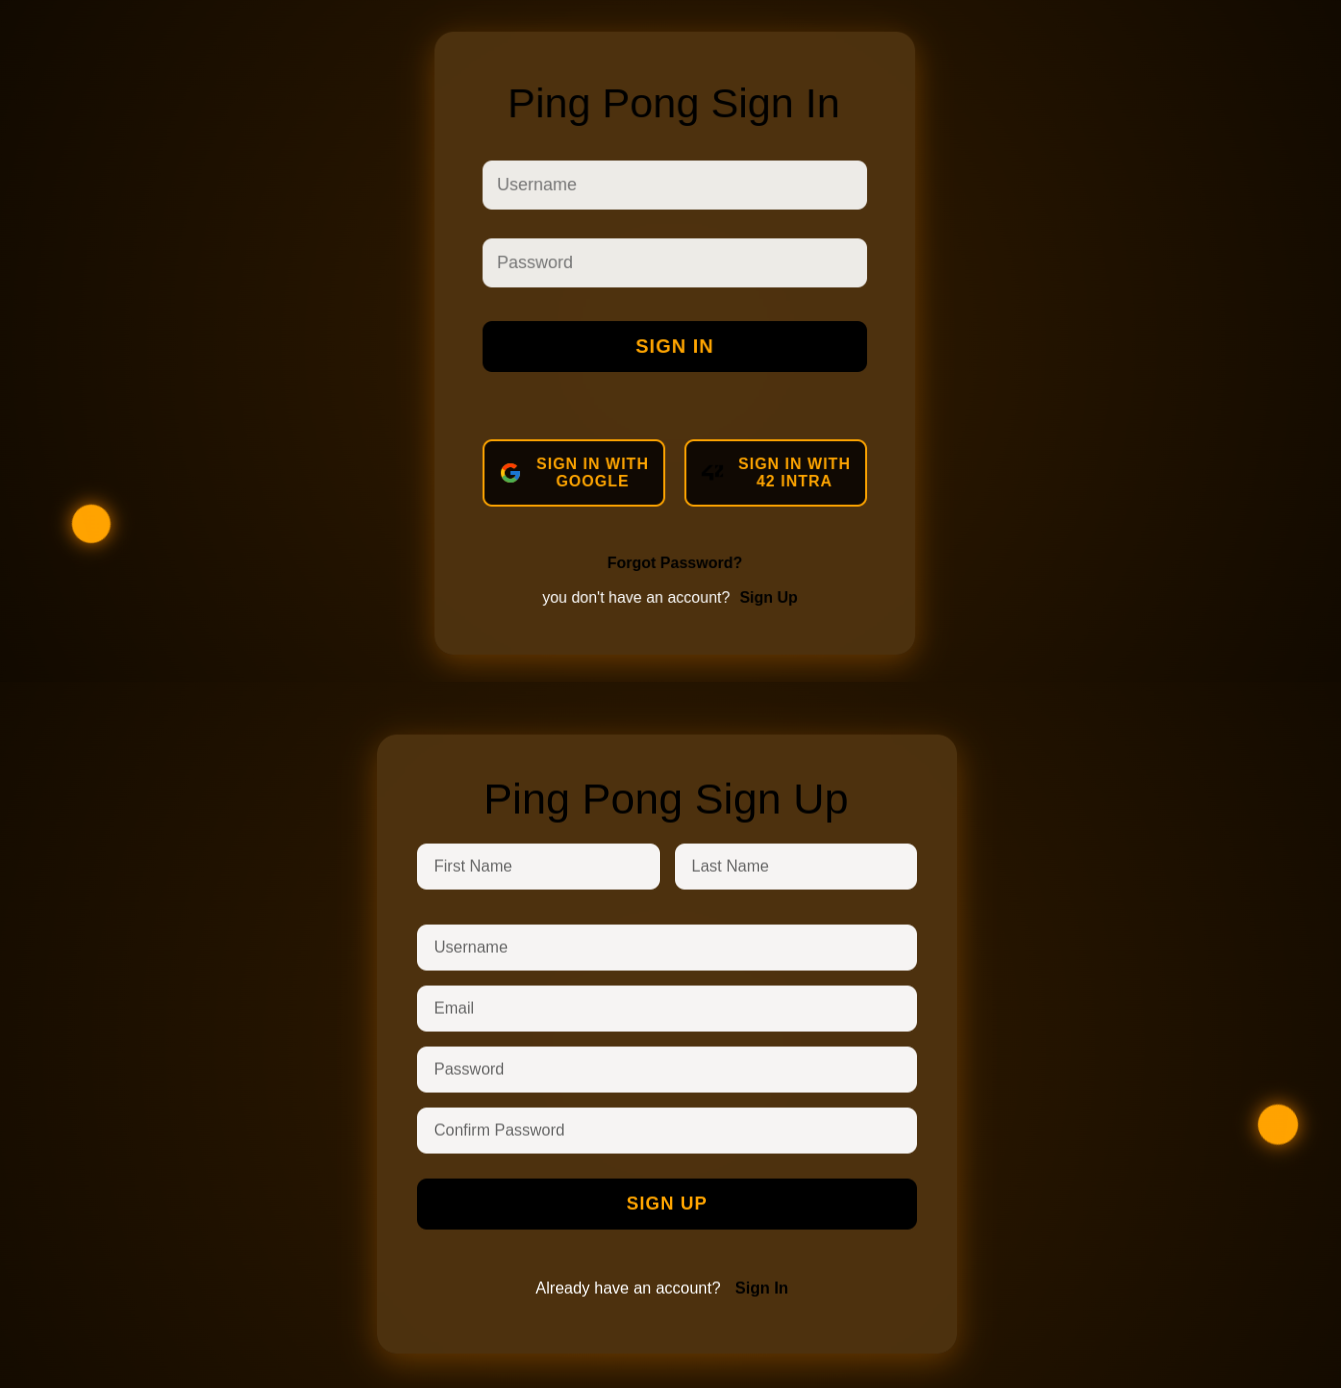 Ping Pong Sign In
Username
Password
SIGN IN
SIGN IN WITH
GOOGLE
42
SIGN IN WITH
42 INTRA
Forgot Password?
you don't have an account? Sign Up
Ping Pong Sign Up
First Name
Last Name
Username
Email
Password
Confirm Password
SIGN UP
Already have an account? Sign In